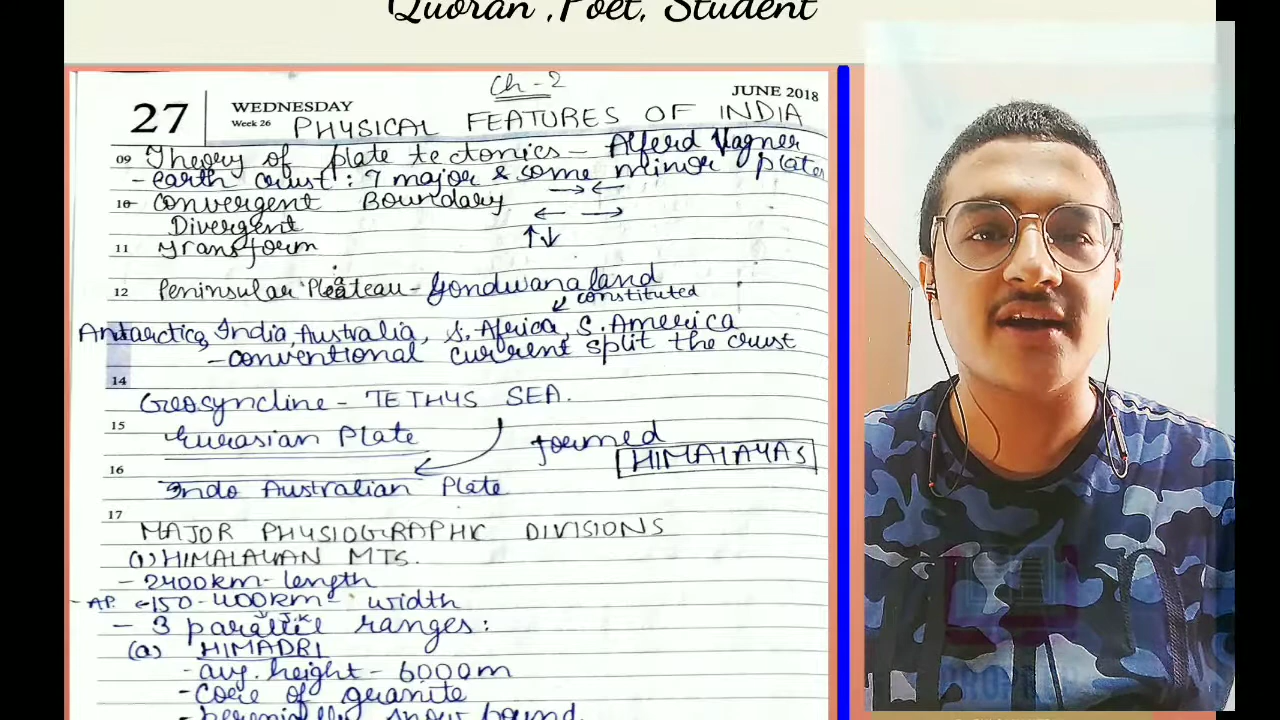 Quoran ,Poet, Student
Ch-2
27 WEDNESDAY JUNE 2018
Week 26 PHYSICAL FEATURES OF INDIA
09 Theory of plate tectonics - Alferd Vagner
- earth crust : 7 major & some minor plates
10 - convergent Boundary → ←
Divergent ← →
11 Transform ↑↓
12 Peninsular Plateau - Gondwanaland
constituted
Antarctica, India, Australia, S. Africa, S. America
- conventional current split the crust
14
Geosyncline - TETHYS SEA.
15
Eurasian Plate formed
16 HIMALAYAS
Indo Australian Plate
17
MAJOR PHYSIOGRAPHIC DIVISIONS
(1) HIMALAYAN MTS.
- 2400km - length
- AP ← 150 - 400km - width
J&K
- 3 parallel ranges:
(a) HIMADRI
- avg. height - 6000m
- core of granite
- perenially snow bound.